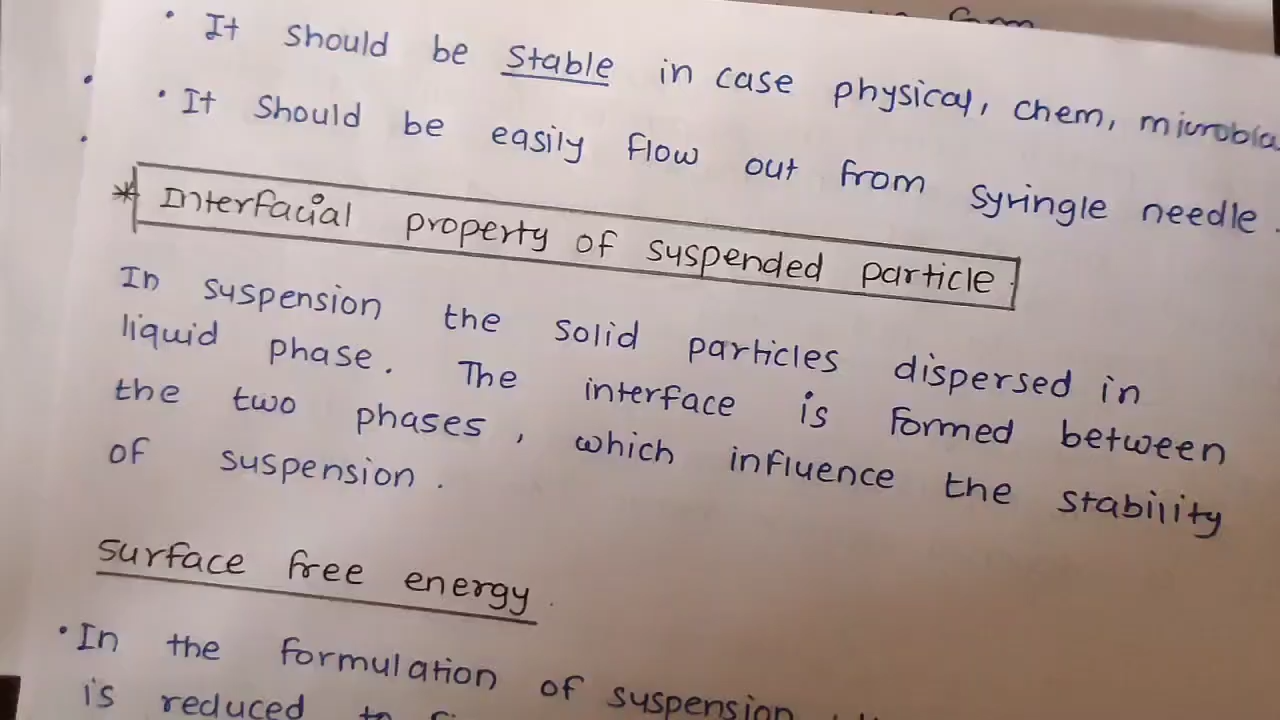 • It should be Stable in case physical, chem, microbia
• It should be easily flow out from syringle needle.
* Interfacial property of suspended particle.
In suspension the solid particles dispersed in
liquid phase. The interface is formed between
the two phases, which influence the stability
of suspension.
surface free energy.
• In the formulation of suspension,
is reduced to